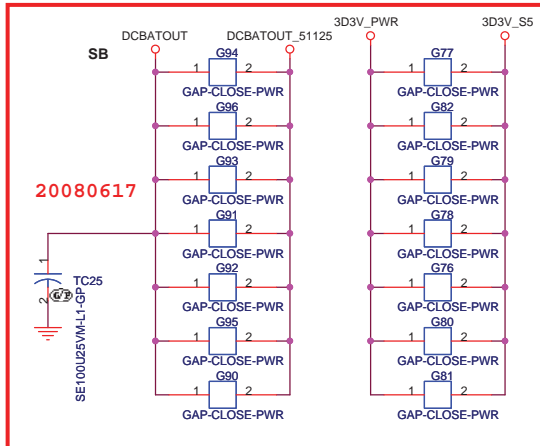 DCBATOUT DCBATOUT_51125 3D3V_PWR 3D3V_S5
SB
G94 G77
1 2 1 2
GAP-CLOSE-PWR GAP-CLOSE-PWR
G96 G82
1 2 1 2
GAP-CLOSE-PWR GAP-CLOSE-PWR
G93 G79
1 2 1 2
GAP-CLOSE-PWR GAP-CLOSE-PWR
20080617
G91 G78
1 2 1 2
GAP-CLOSE-PWR GAP-CLOSE-PWR
G92 G76
1 2 1 2
GAP-CLOSE-PWR GAP-CLOSE-PWR
G95 G80
1 2 1 2
GAP-CLOSE-PWR GAP-CLOSE-PWR
G90 G81
1 2 1 2
GAP-CLOSE-PWR GAP-CLOSE-PWR
1
2
TC25
SE100U25VM-L1-GP